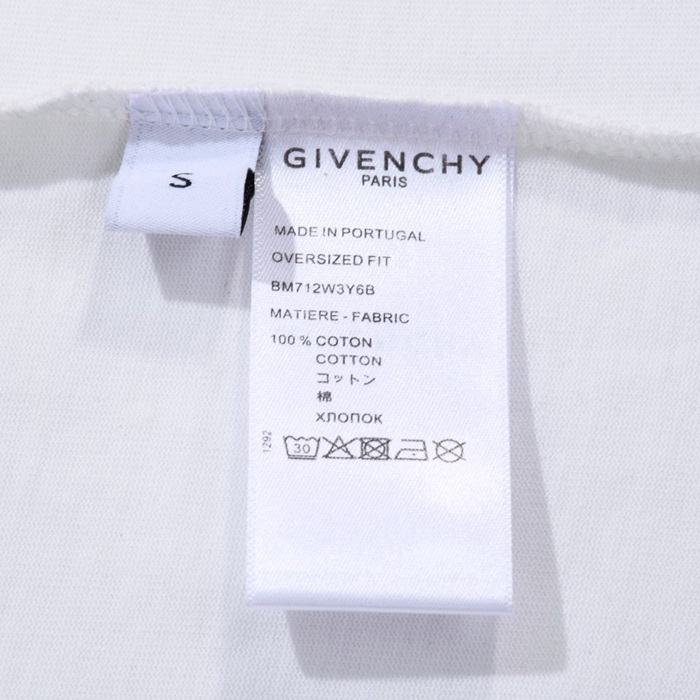 S
GIVENCHY
PARIS
MADE IN PORTUGAL
OVERSIZED FIT
BM712W3Y6B
MATIERE - FABRIC
100 % COTON
COTTON
コットン
棉
ХЛОПОК
1292
30